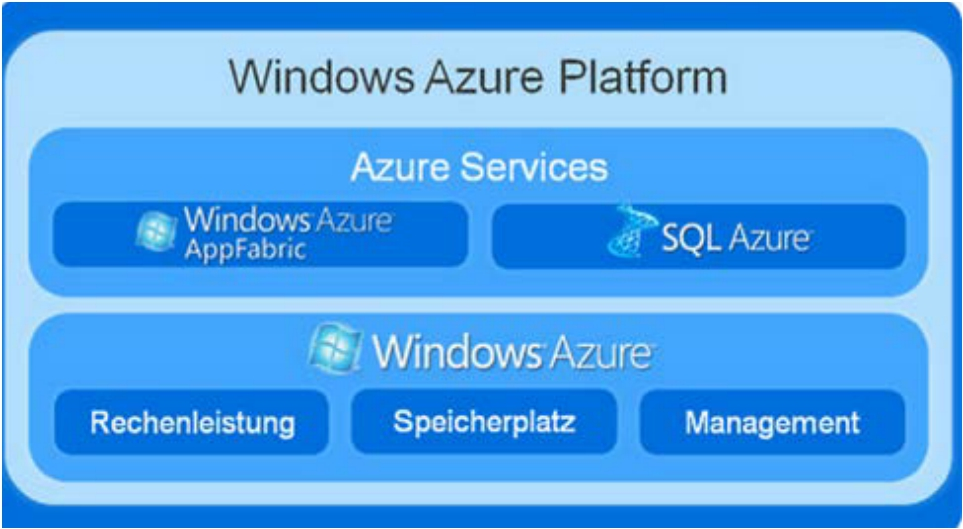 Windows Azure Platform
Azure Services
Windows Azure
AppFabric
SQL Azure
Windows Azure
Rechenleistung
Speicherplatz
Management